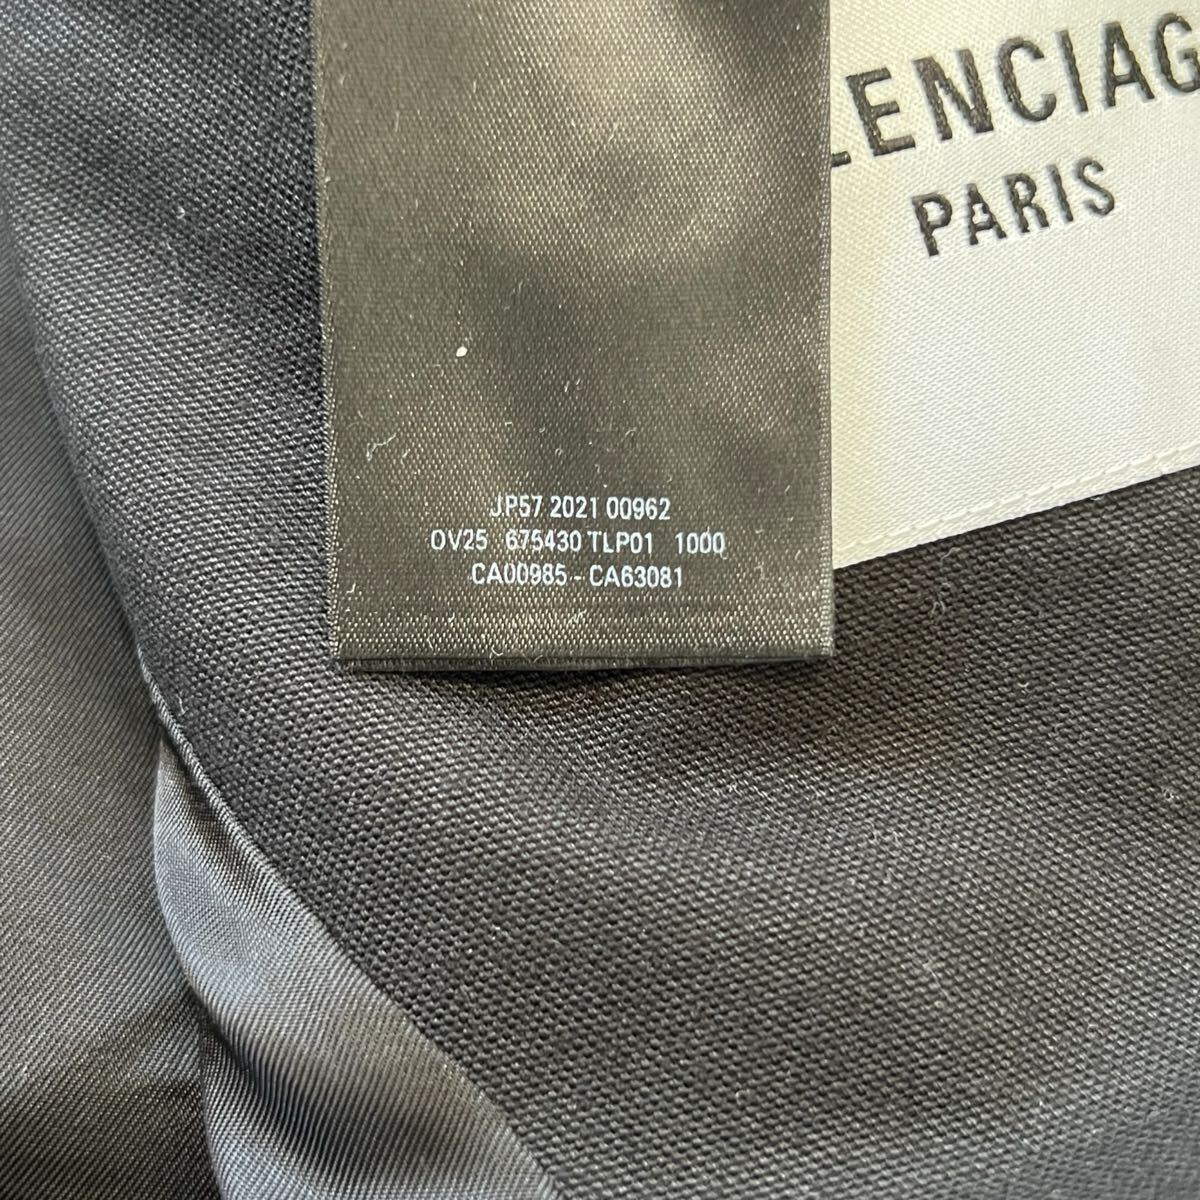 LENCIAG
PARIS
JP57 2021 00962
OV25 675430 TLP01 1000
CA00985 - CA63081